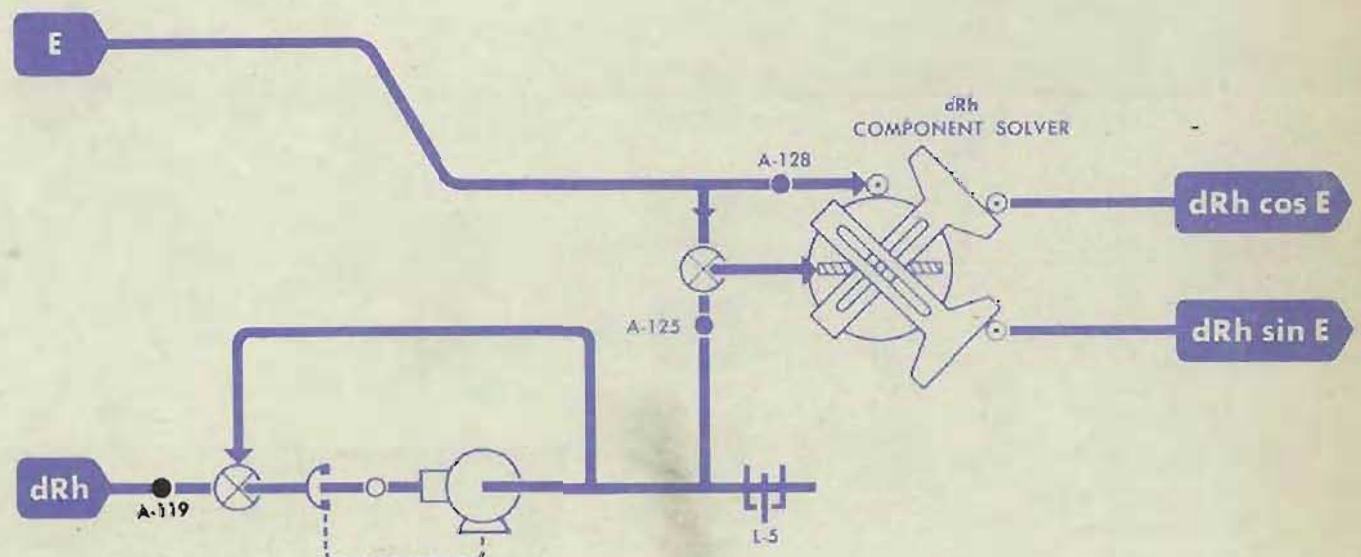 E
dRh
COMPONENT SOLVER
A-128
dRh cos E
A-125
dRh sin E
dRh
A-119
L-5